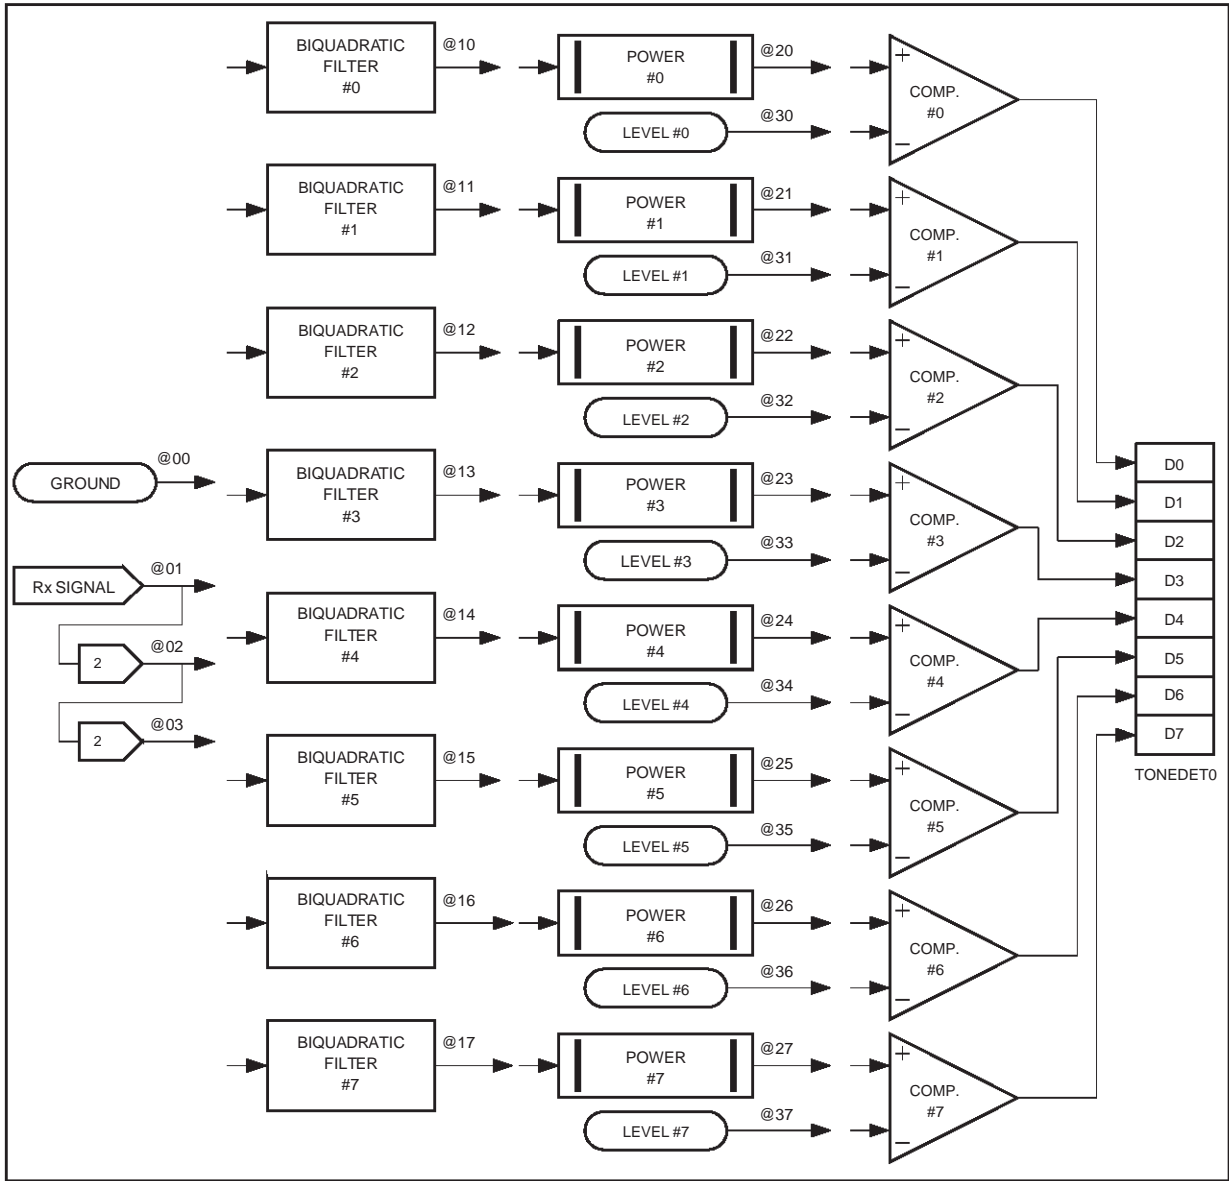 BIQUADRATIC
FILTER
#0
@10
POWER
#0
@20
+
COMP.
#0
LEVEL #0
@30
−
BIQUADRATIC
FILTER
#1
@11
POWER
#1
@21
+
COMP.
#1
LEVEL #1
@31
−
BIQUADRATIC
FILTER
#2
@12
POWER
#2
@22
+
COMP.
#2
LEVEL #2
@32
−
GROUND
@00
BIQUADRATIC
FILTER
#3
@13
POWER
#3
@23
+
COMP.
#3
LEVEL #3
@33
−
Rx SIGNAL
@01
2
@02
2
@03
BIQUADRATIC
FILTER
#4
@14
POWER
#4
@24
+
COMP.
#4
LEVEL #4
@34
−
BIQUADRATIC
FILTER
#5
@15
POWER
#5
@25
+
COMP.
#5
LEVEL #5
@35
−
BIQUADRATIC
FILTER
#6
@16
POWER
#6
@26
+
COMP.
#6
LEVEL #6
@36
−
BIQUADRATIC
FILTER
#7
@17
POWER
#7
@27
+
COMP.
#7
LEVEL #7
@37
−
D0
D1
D2
D3
D4
D5
D6
D7
TONEDET0